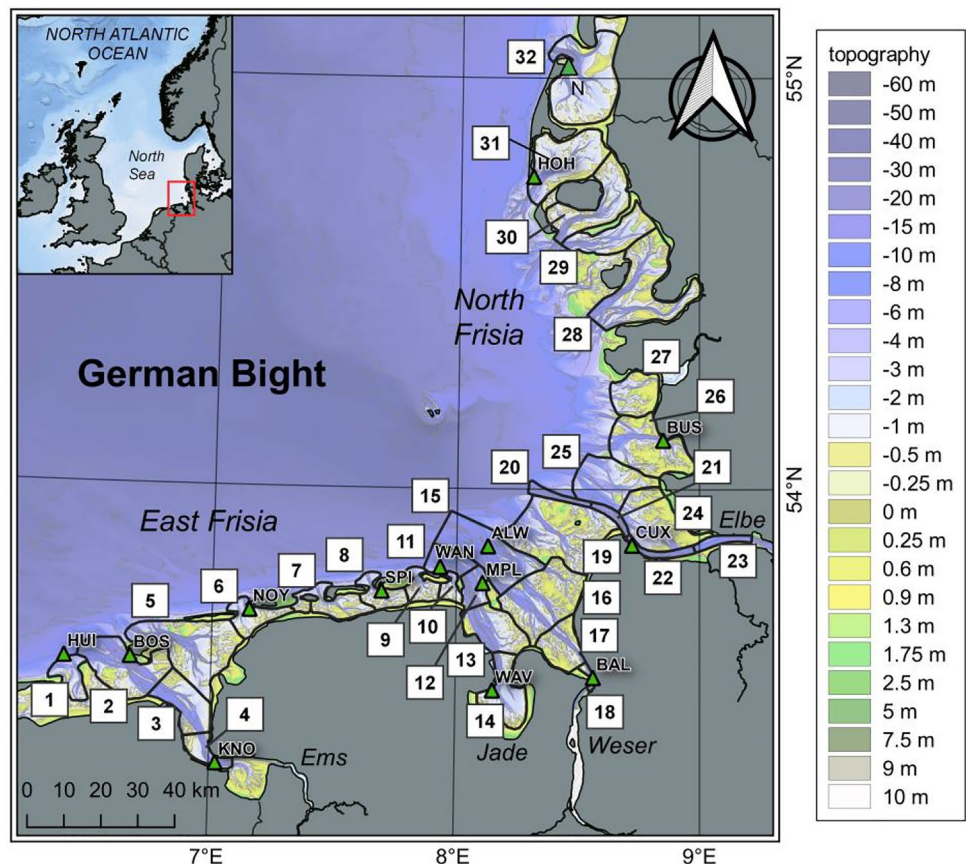 NORTH ATLANTIC
OCEAN
North
Sea
32
N
55°N
31
HOH
30
29
North
Frisia
28
German Bight
27
26
BUS
25
20
21
54°N
15
24
East Frisia
ALW
Elbe
11
WAN
CUX
8
19
7
MPL
22
23
6
SPI
5
NOY
16
9
10
17
HUI
BOS
13
12
BAL
1
2
WAV
3
4
14
18
KNO
Ems
Jade
Weser
0 10 20 30 40 km
7°E
8°E
9°E
topography
-60 m
-50 m
-40 m
-30 m
-20 m
-15 m
-10 m
-8 m
-6 m
-4 m
-3 m
-2 m
-1 m
-0.5 m
-0.25 m
0 m
0.25 m
0.6 m
0.9 m
1.3 m
1.75 m
2.5 m
5 m
7.5 m
9 m
10 m